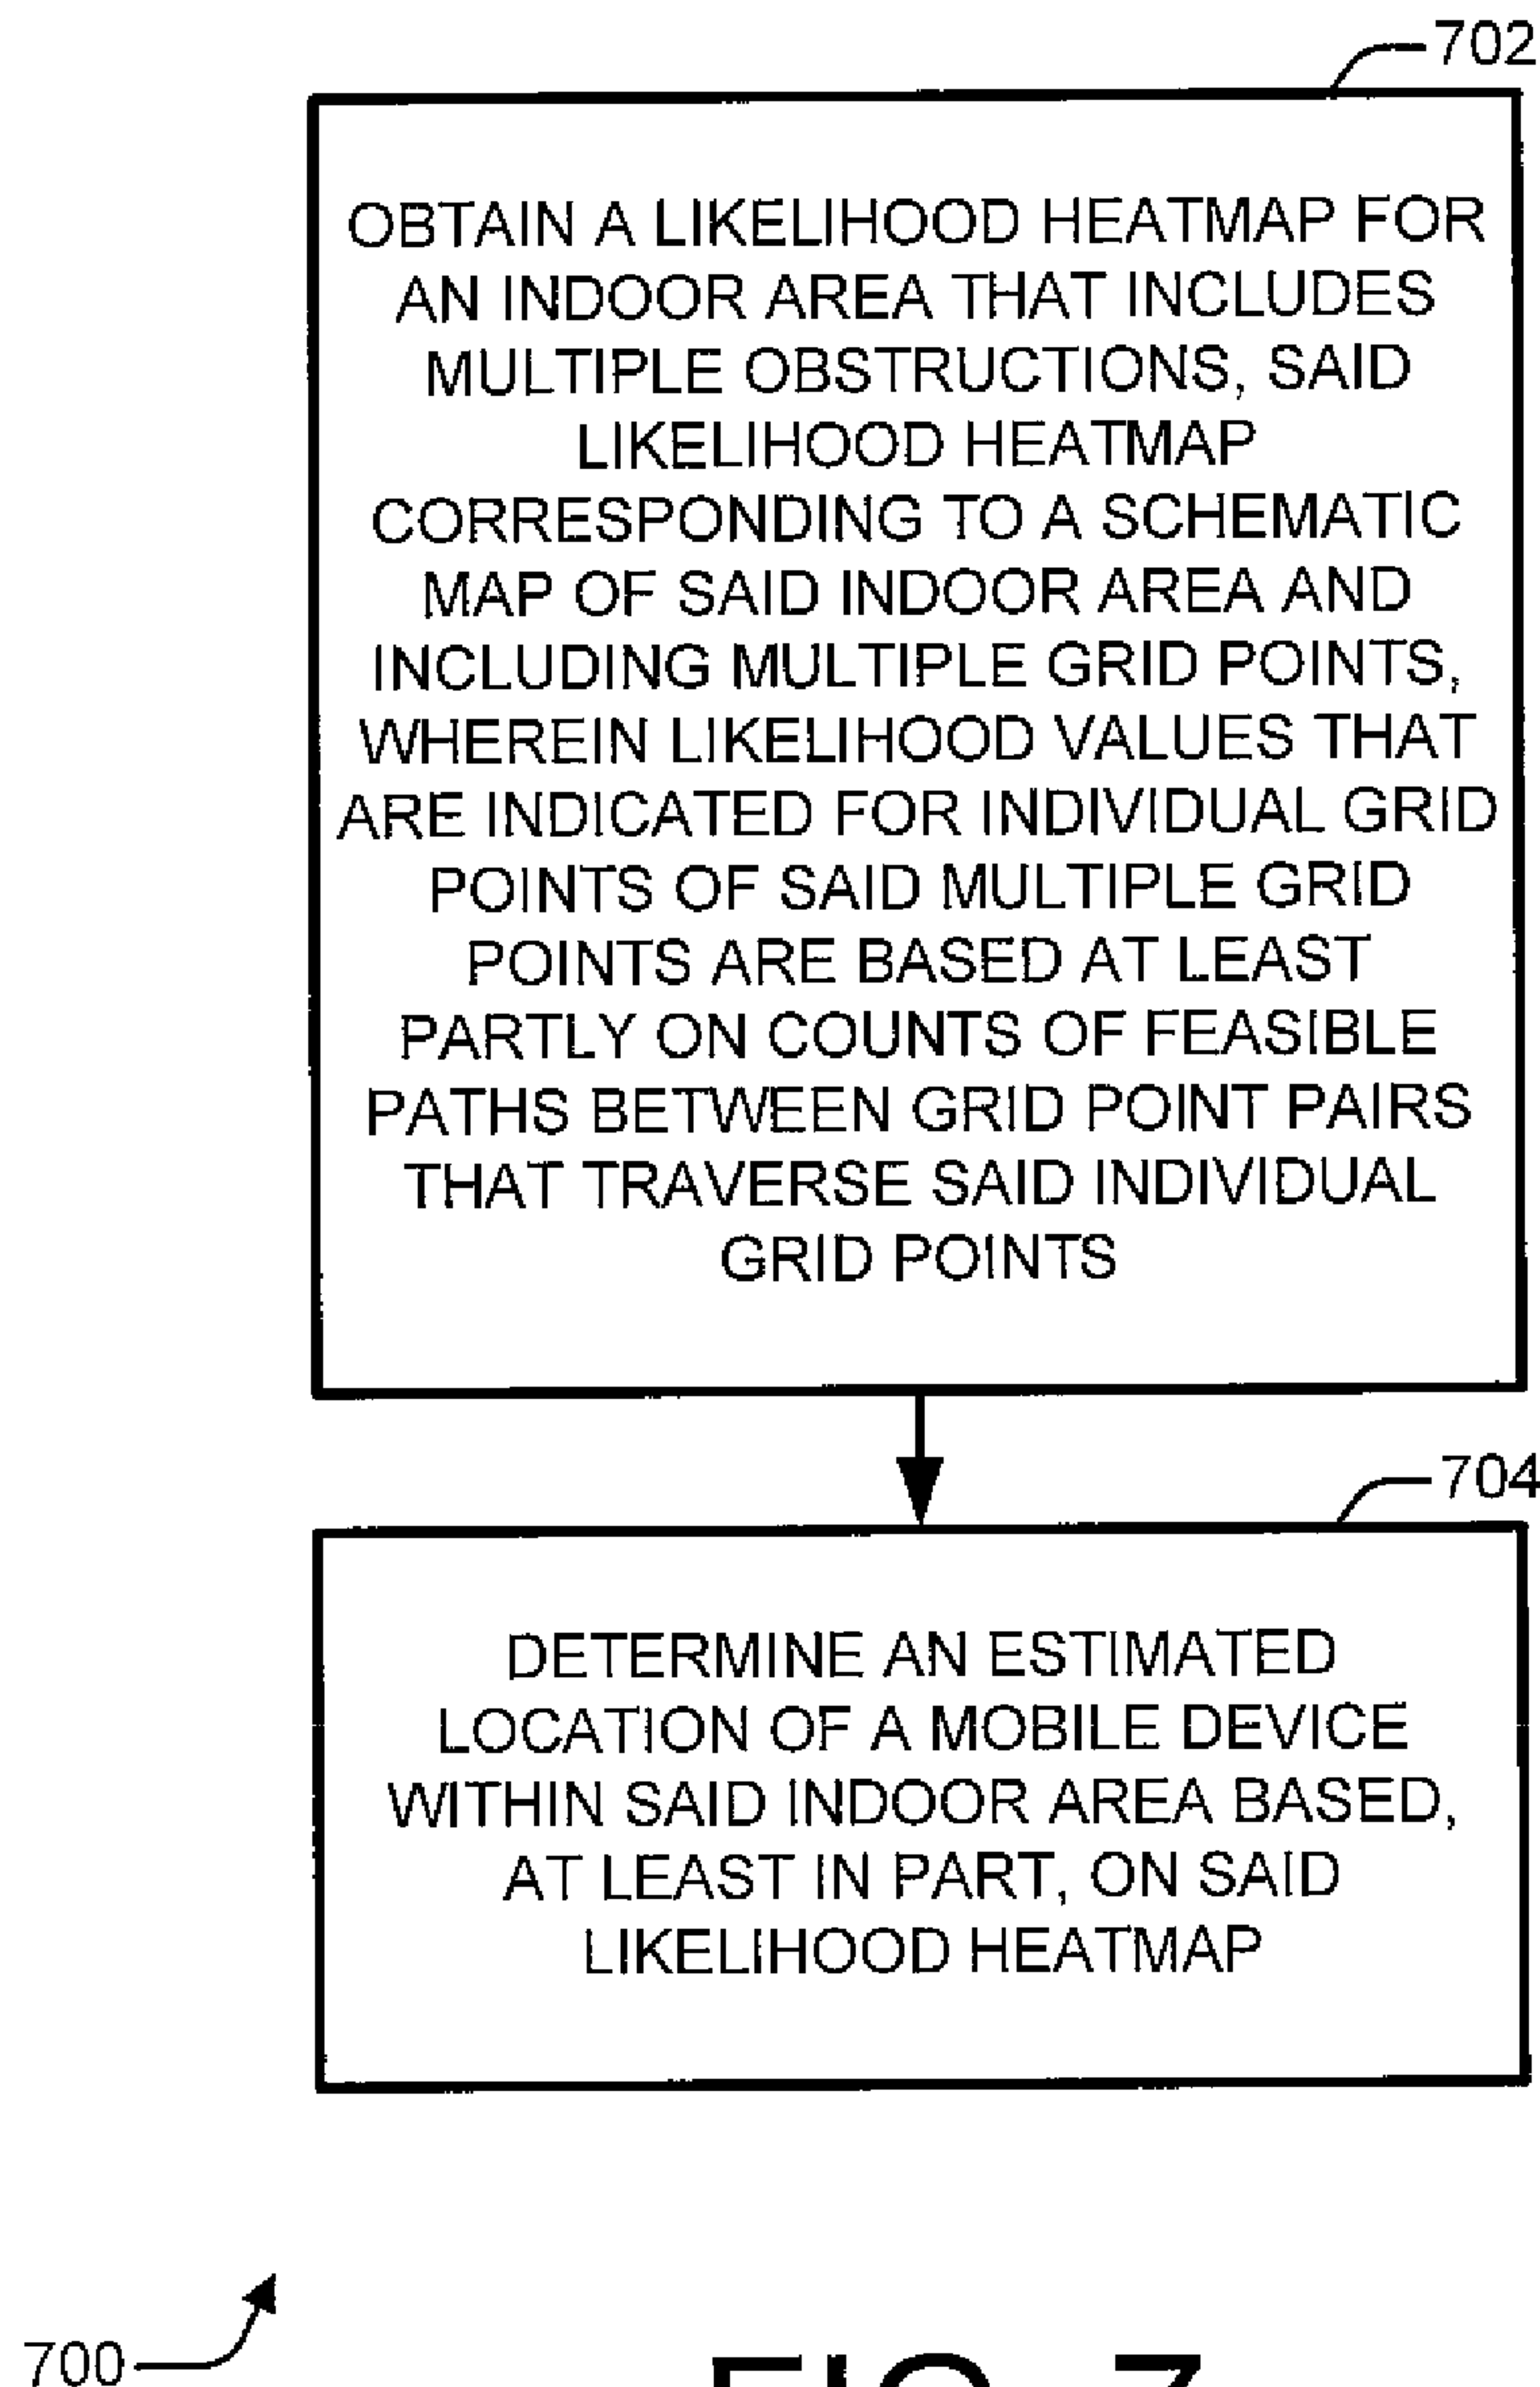 702
OBTAIN A LIKELIHOOD HEATMAP FOR
AN INDOOR AREA THAT INCLUDES
MULTIPLE OBSTRUCTIONS, SAID
LIKELIHOOD HEATMAP
CORRESPONDING TO A SCHEMATIC
MAP OF SAID INDOOR AREA AND
INCLUDING MULTIPLE GRID POINTS,
WHEREIN LIKELIHOOD VALUES THAT
ARE INDICATED FOR INDIVIDUAL GRID
POINTS OF SAID MULTIPLE GRID
POINTS ARE BASED AT LEAST
PARTLY ON COUNTS OF FEASIBLE
PATHS BETWEEN GRID POINT PAIRS
THAT TRAVERSE SAID INDIVIDUAL
GRID POINTS
704
DETERMINE AN ESTIMATED
LOCATION OF A MOBILE DEVICE
WITHIN SAID INDOOR AREA BASED,
AT LEAST IN PART, ON SAID
LIKELIHOOD HEATMAP
700